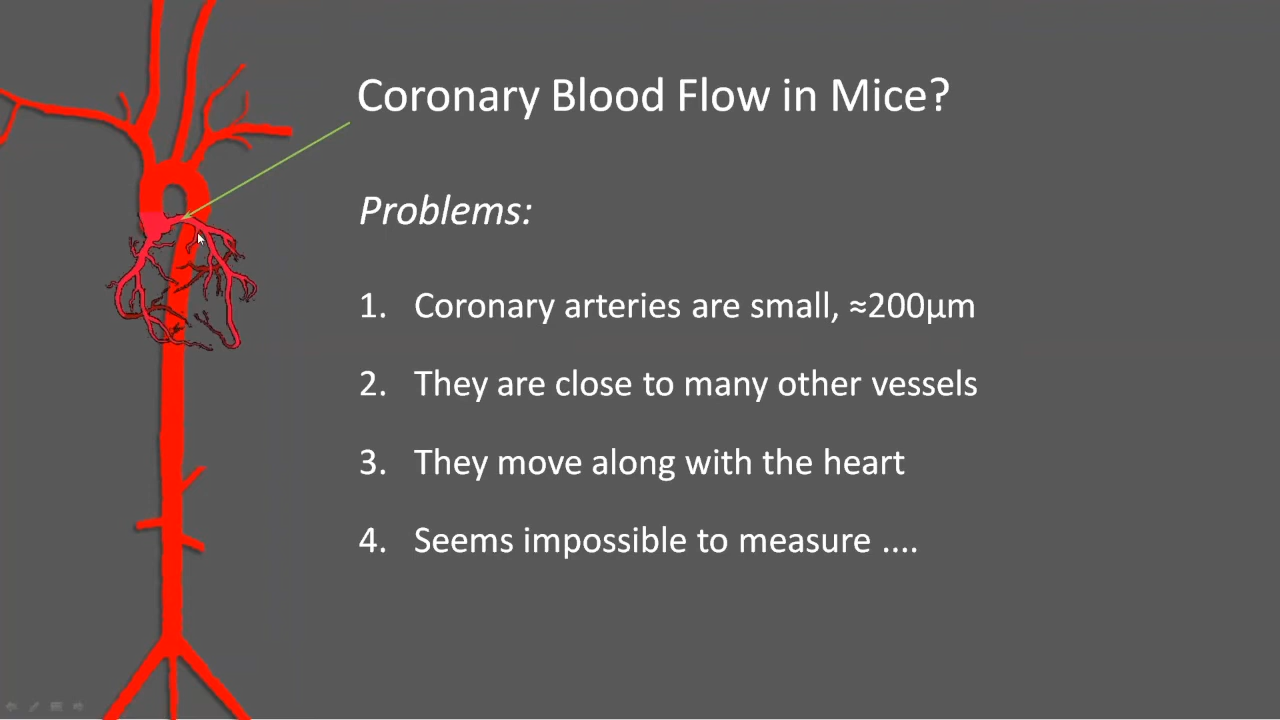 Coronary Blood Flow in Mice?
Problems:
1. Coronary arteries are small, ≈200µm
2. They are close to many other vessels
3. They move along with the heart
4. Seems impossible to measure ....